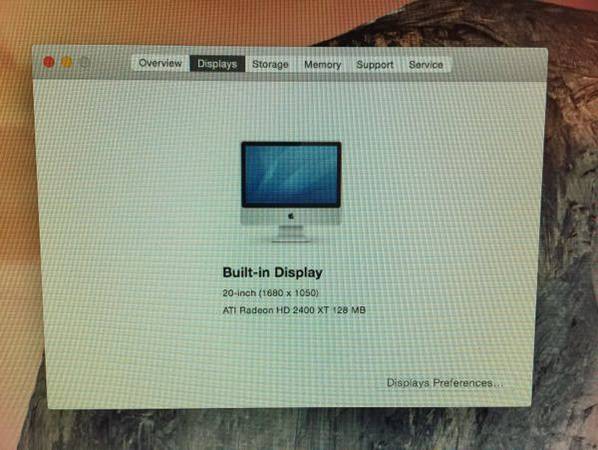 Overview Displays Storage Memory Support Service
Built-in Display
20-inch (1680 x 1050)
ATI Radeon HD 2400 XT 128 MB
Displays Preferences...